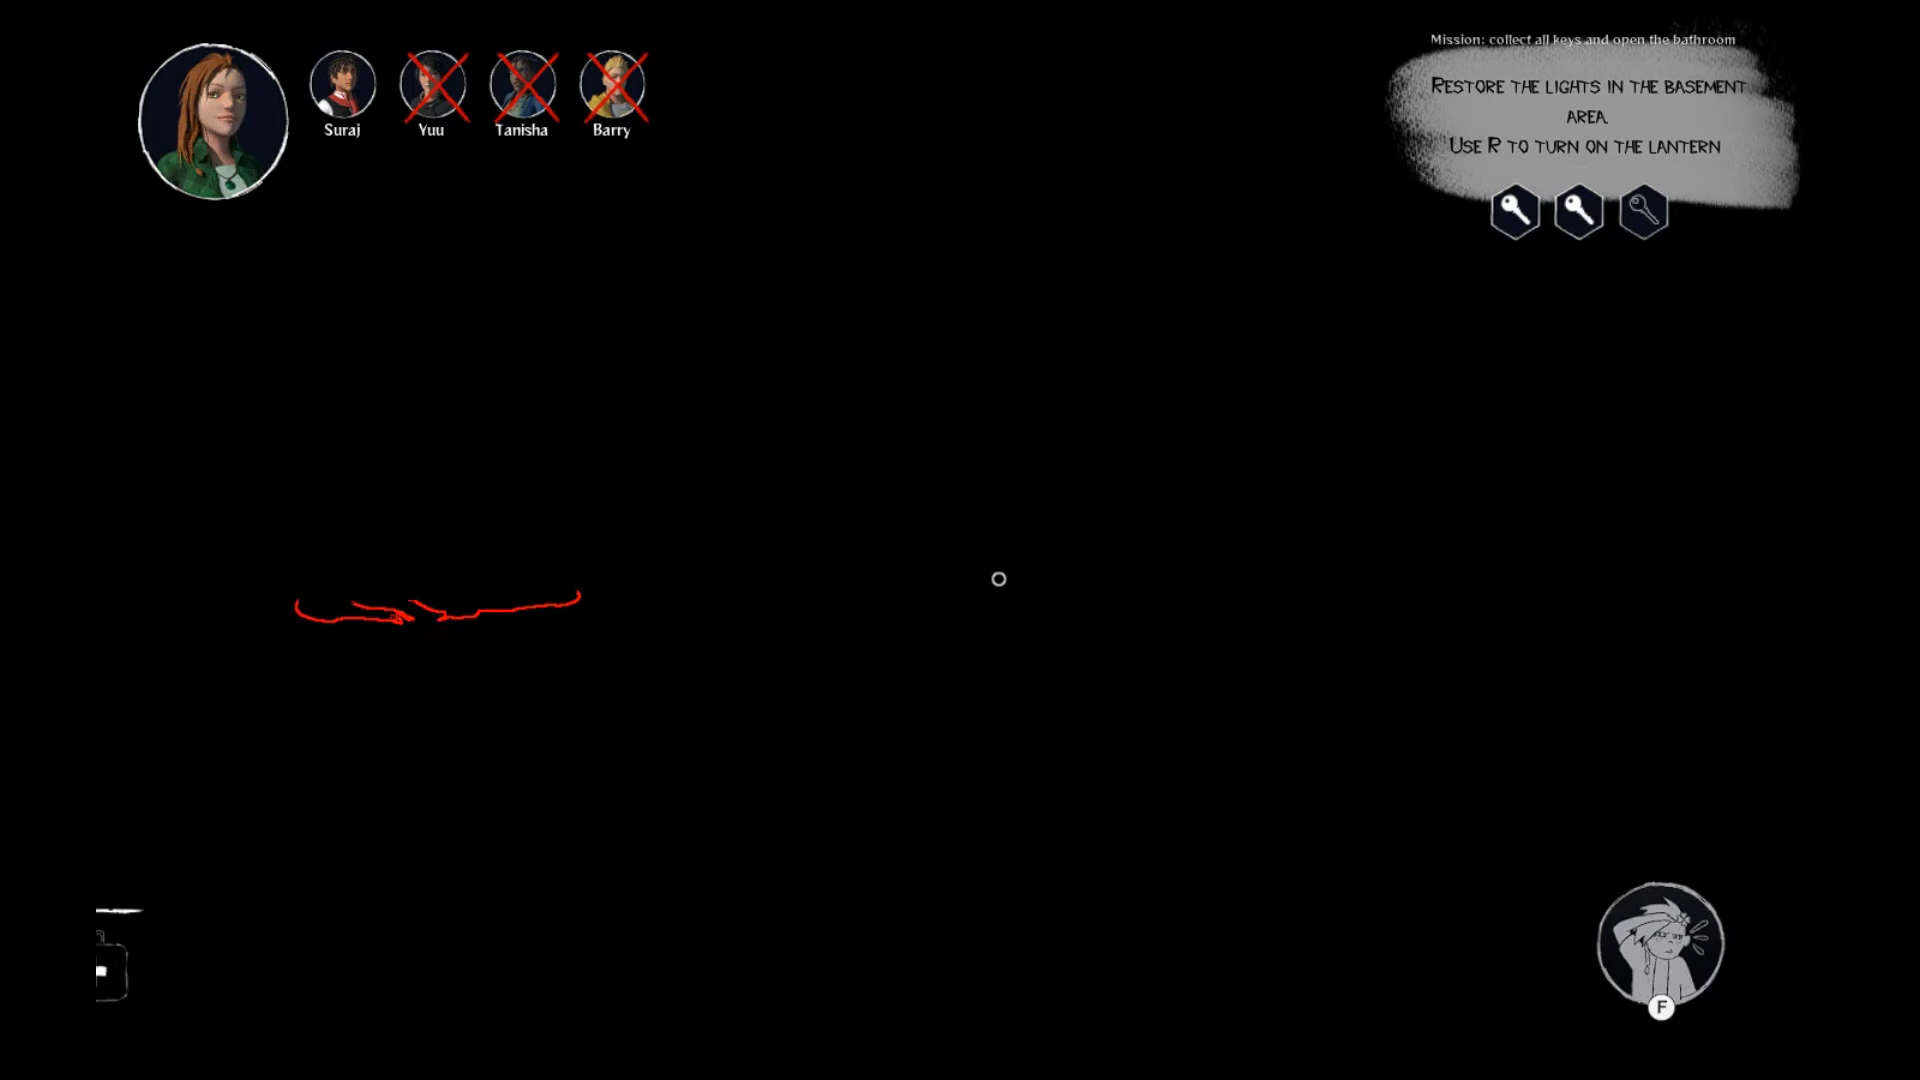 Mission: collect all keys and open the bathroom
Restore the lights in the basement
area.
Use R to turn on the lantern
Suraj
Yuu
Tanisha
Barry
F